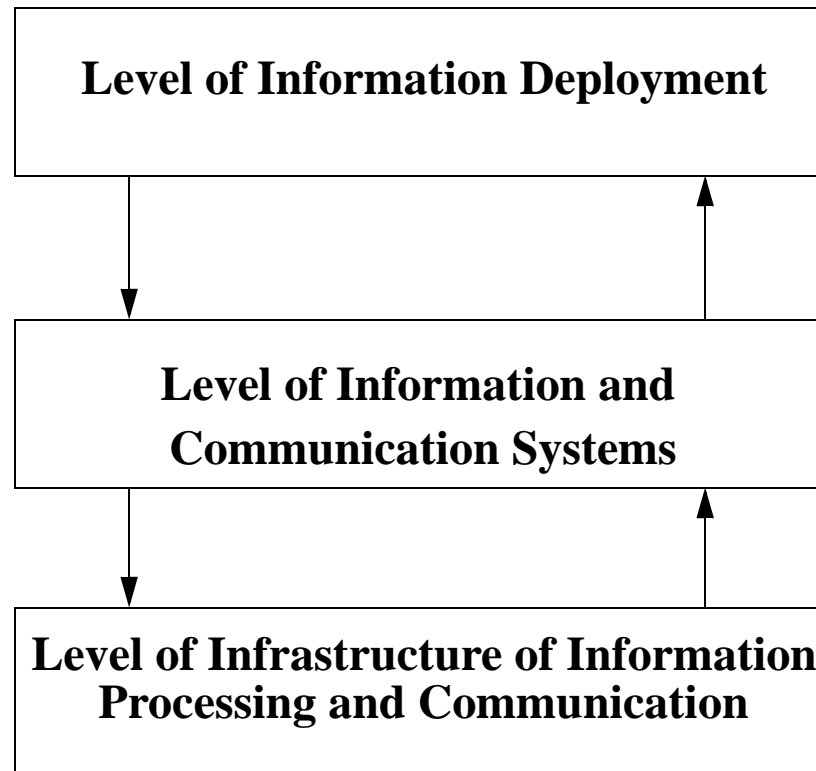 Level of Information Deployment
Level of Information and
Communication Systems
Level of Infrastructure of Information
Processing and Communication